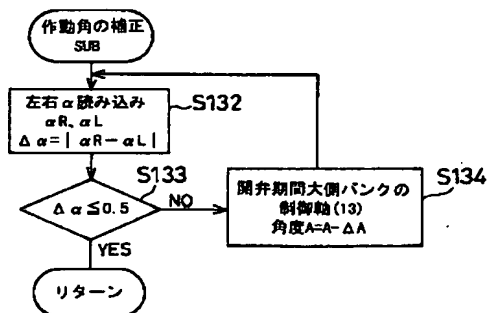 作動角の補正
SUB
左右α読み込み
αR、αL
Δα=|αR-αL|
S132
Δα≦0.5
S133
NO
YES
開弁期間大側バンクの
制御軸(13)
角度A=A-ΔA
S134
リターン